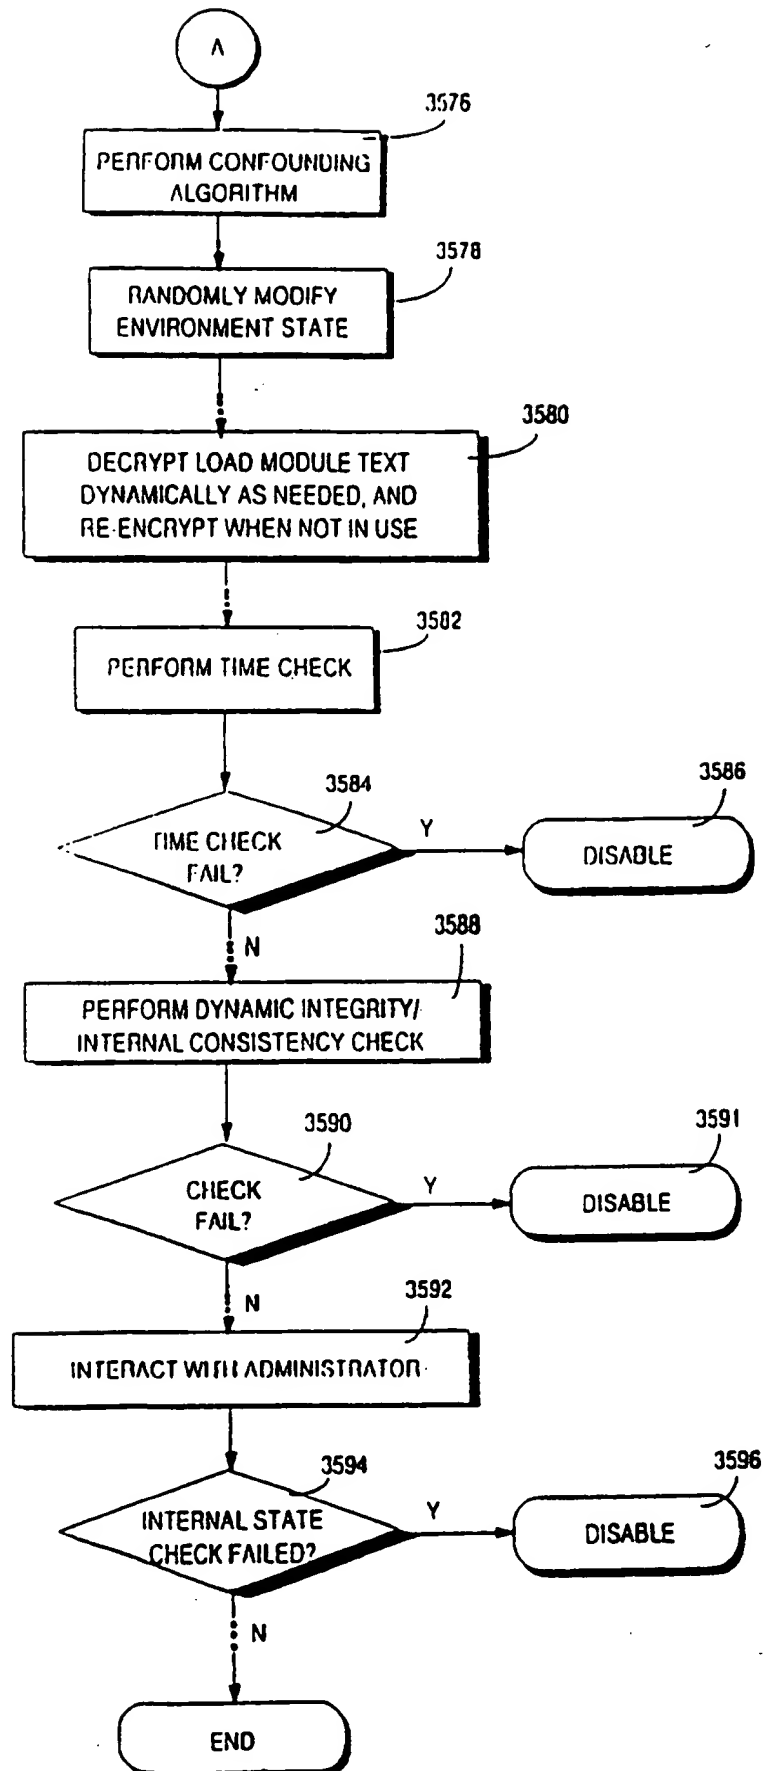 A
3576
PERFORM CONFOUNDING
ALGORITHM
3578
RANDOMLY MODIFY
ENVIRONMENT STATE
3580
DECRYPT LOAD MODULE TEXT
DYNAMICALLY AS NEEDED, AND
RE-ENCRYPT WHEN NOT IN USE
3582
PERFORM TIME CHECK
3584
TIME CHECK
FAIL?
Y
3586
DISABLE
N
3588
PERFORM DYNAMIC INTEGRITY/
INTERNAL CONSISTENCY CHECK
3590
CHECK
FAIL?
Y
3591
DISABLE
N
3592
INTERACT WITH ADMINISTRATOR
3594
INTERNAL STATE
CHECK FAILED?
Y
3596
DISABLE
N
END